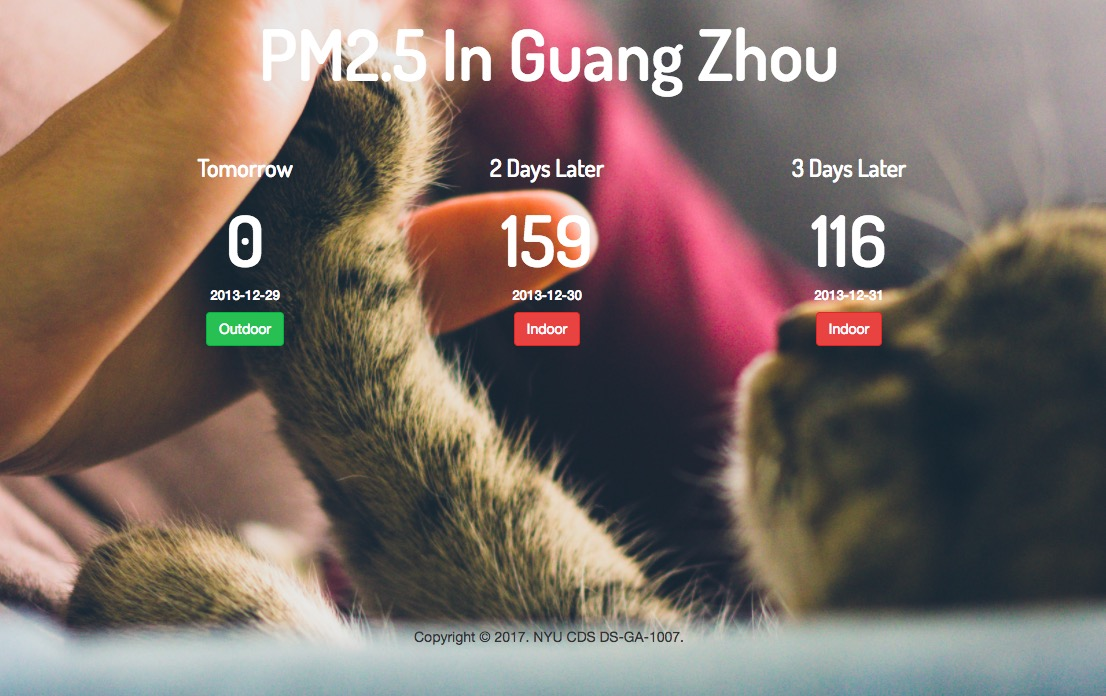 PM2.5 In Guang Zhou
Tomorrow
0
2013-12-29
Outdoor
2 Days Later
159
2013-12-30
Indoor
3 Days Later
116
2013-12-31
Indoor
Copyright © 2017. NYU CDS DS-GA-1007.